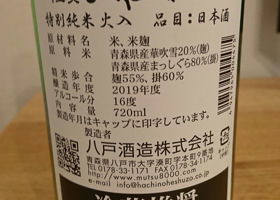 特別純米 火入 品目:日本酒
原材料名 米、米麹
原料米 青森県産華吹雪20%(麹)
青森県産まっしぐら80%(掛)
精米歩合 麹55%、掛60%
醸造年度 2019年度
アルコール分 16度
内容量 720ml
製造年月はキャップに印字しています。
製造者
八戸酒造株式会社
青森県八戸市大字湊町字本町9番地
TEL 0178-33-1171 FAX 0178-34-1174
http://www.mutsu8000.com
e-mail info@hachinoheshuzo.co.jp